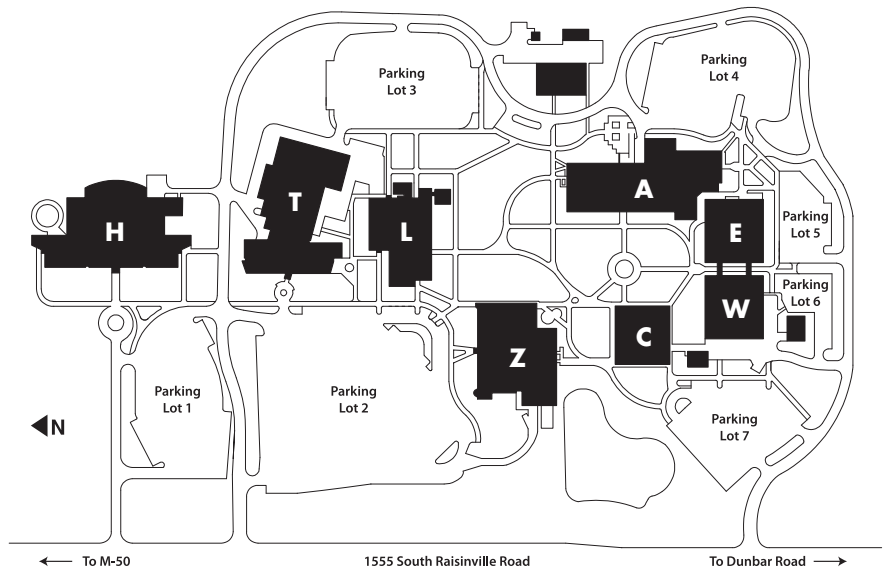 Parking
Lot 3
Parking
Lot 4
H
T
L
A
E
Parking
Lot 5
W
Parking
Lot 6
Z
C
Parking
Lot 1
Parking
Lot 2
Parking
Lot 7
N
To M-50
1555 South Raisinville Road
To Dunbar Road